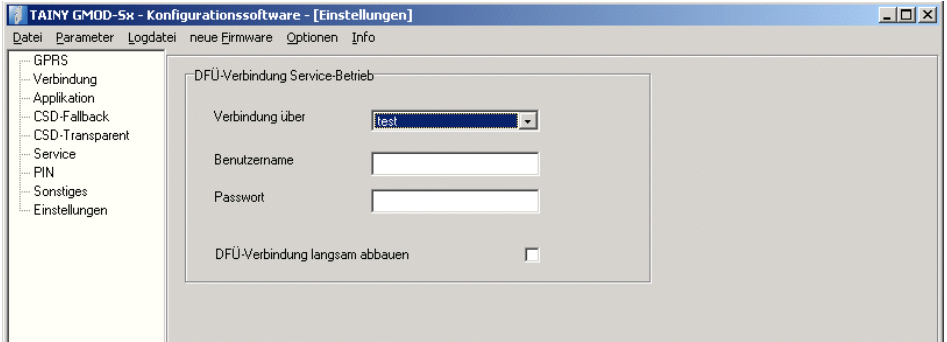 TAINY GMOD-Sx - Konfigurationssoftware - [Einstellungen]
Datei Parameter Logdatei neue Firmware Optionen Info
GPRS
Verbindung
Applikation
CSD-Fallback
CSD-Transparent
Service
PIN
Sonstiges
Einstellungen
DFÜ-Verbindung Service-Betrieb
Verbindung über test
Benutzername
Passwort
DFÜ-Verbindung langsam abbauen